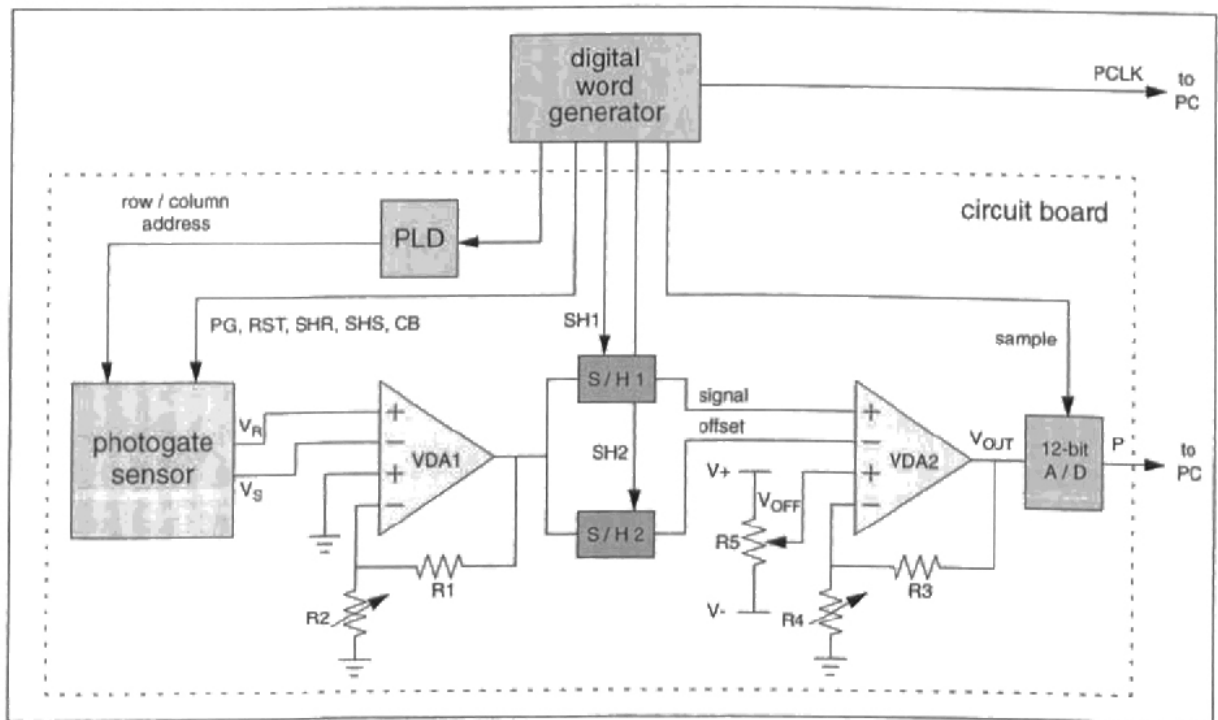 digital
word
generator
PCLK
to
PC
row / column
address
PLD
circuit board
PG, RST, SHR, SHS, CB
SH1
sample
S / H 1
signal
photogate
sensor
V_R
V_S
+
−
+
−
VDA1
SH2
offset
+
−
+
−
VDA2
V_OUT
12-bit
A / D
P
to
PC
V+
V_OFF
R5
V-
S / H 2
R1
R2
R3
R4